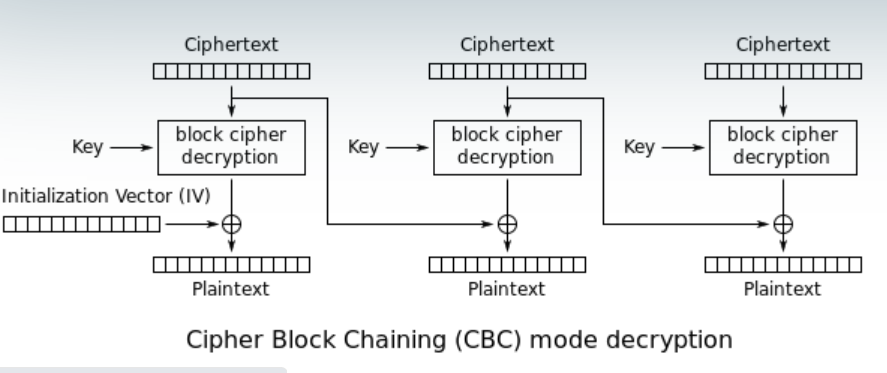 Ciphertext
Ciphertext
Ciphertext
Key
block cipher
decryption
Key
block cipher
decryption
Key
block cipher
decryption
Initialization Vector (IV)
Plaintext
Plaintext
Plaintext
Cipher Block Chaining (CBC) mode decryption